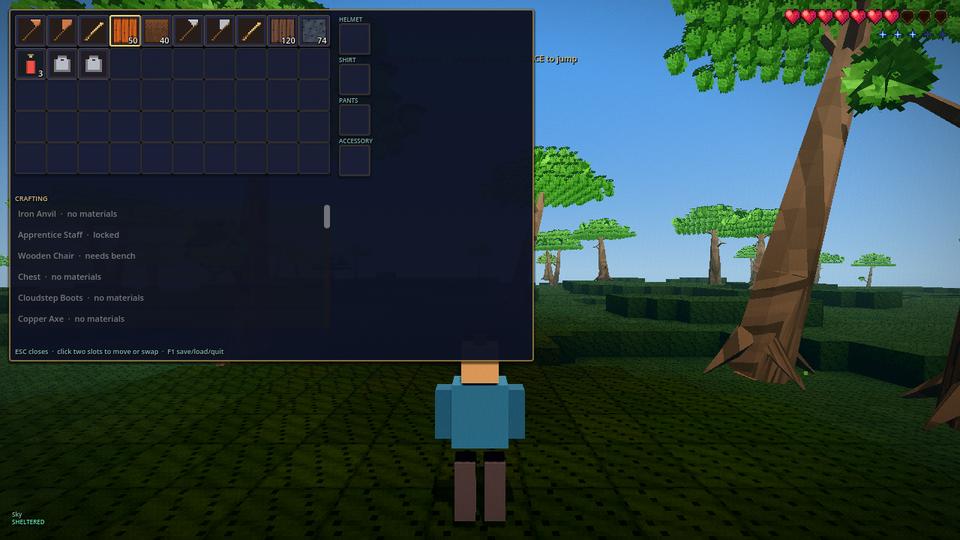 50
40
120
74
3
HELMET
SHIRT
PANTS
ACCESSORY
CE to jump
CRAFTING
Iron Anvil · no materials
Apprentice Staff · locked
Wooden Chair · needs bench
Chest · no materials
Cloudstep Boots · no materials
Copper Axe · no materials
ESC closes · click two slots to move or swap · F1 save/load/quit
Sky
SHELTERED